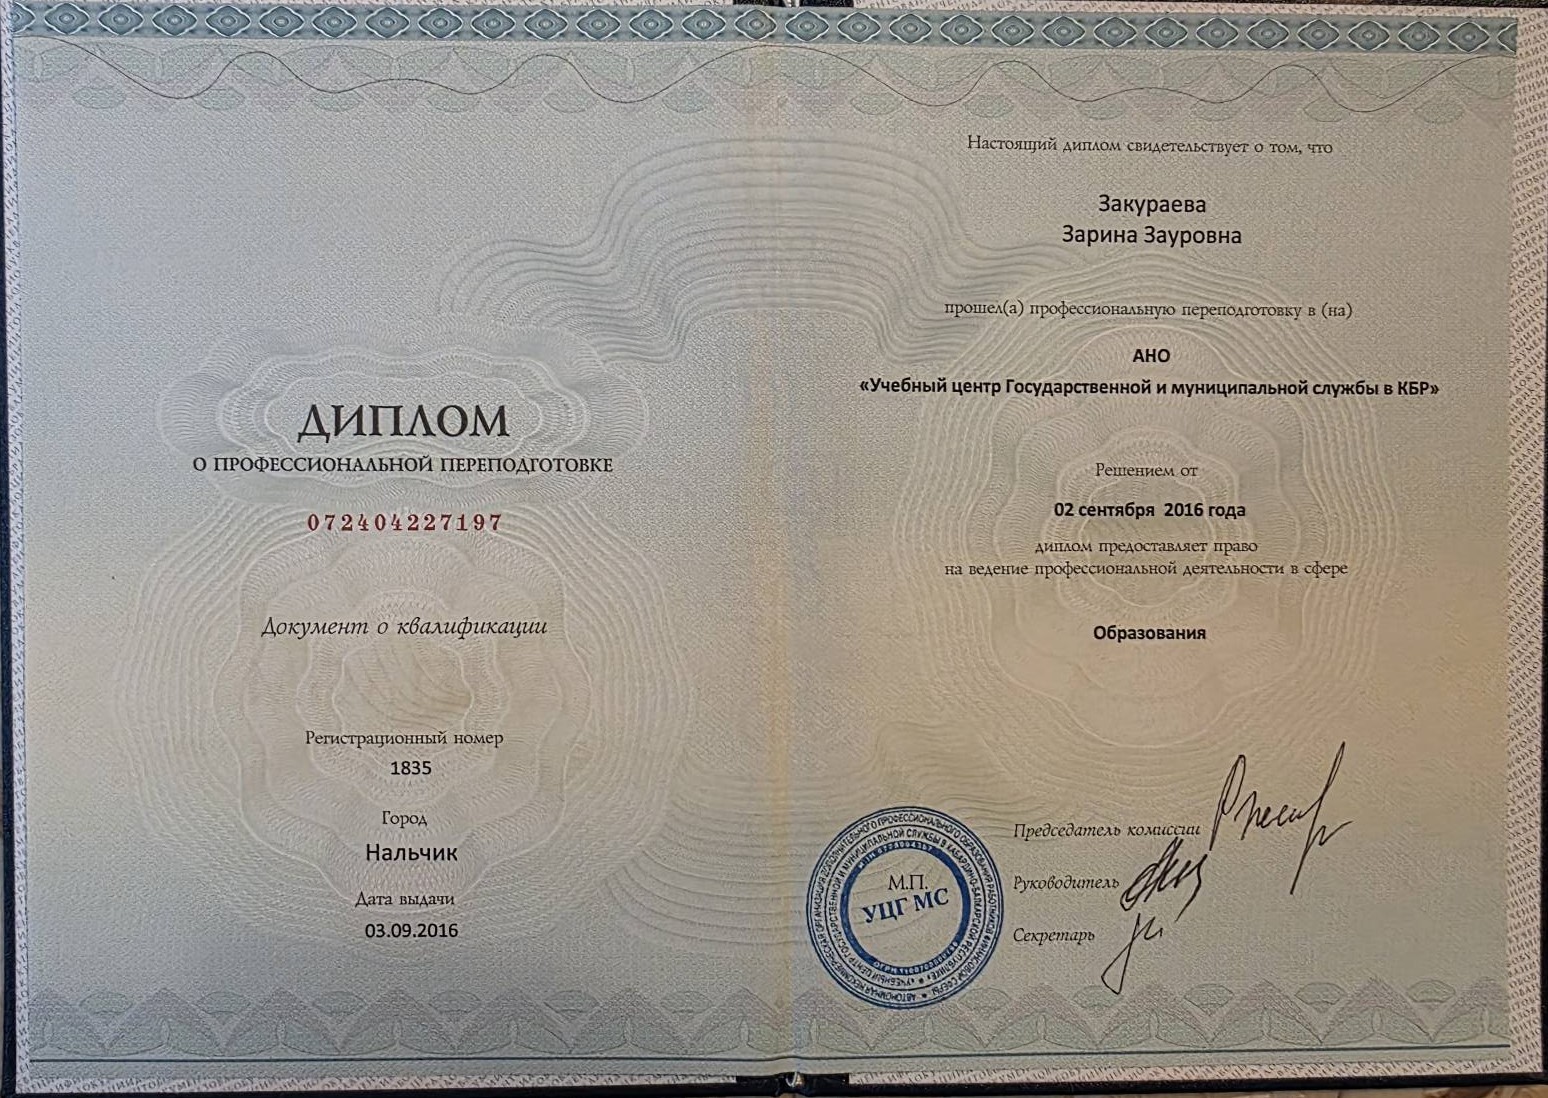 ДИПЛОМ
О ПРОФЕССИОНАЛЬНОЙ ПЕРЕПОДГОТОВКЕ
072404227197
Документ о квалификации
Регистрационный номер
1835
Город
Нальчик
Дата выдачи
03.09.2016
Настоящий диплом свидетельствует о том, что
Закураева
Зарина Зауровна
прошел(а) профессиональную переподготовку в (на)
АНО
«Учебный центр Государственной и муниципальной службы в КБР»
Решением от
02 сентября 2016 года
диплом предоставляет право
на ведение профессиональной деятельности в сфере
Образования
Председатель комиссии
Руководитель
Секретарь
М.П.
УЦГ МС